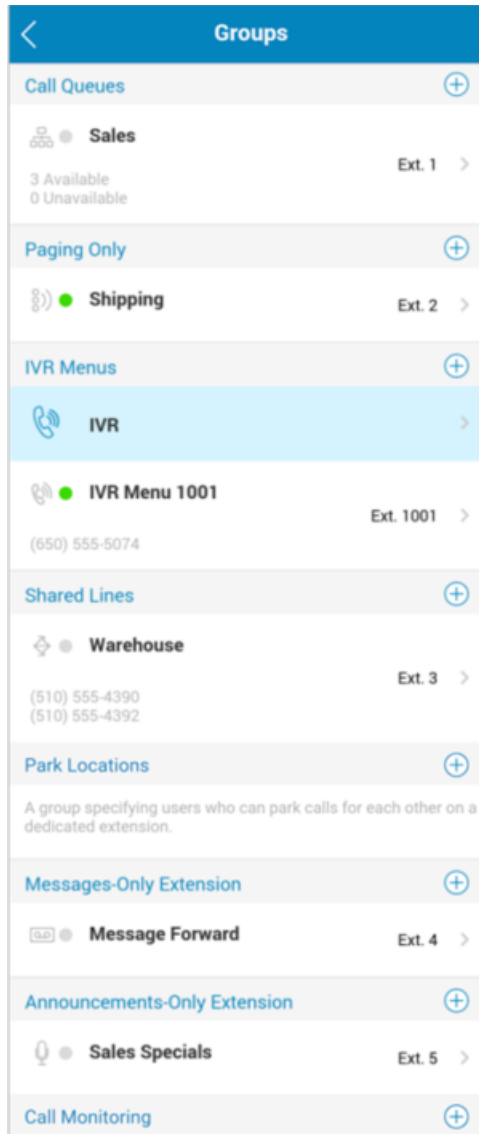 Groups
Call Queues
Sales
Ext. 1
3 Available
0 Unavailable
Paging Only
Shipping
Ext. 2
IVR Menus
IVR
IVR Menu 1001
Ext. 1001
(650) 555-5074
Shared Lines
Warehouse
Ext. 3
(510) 555-4390
(510) 555-4392
Park Locations
A group specifying users who can park calls for each other on a
dedicated extension.
Messages-Only Extension
Message Forward
Ext. 4
Announcements-Only Extension
Sales Specials
Ext. 5
Call Monitoring